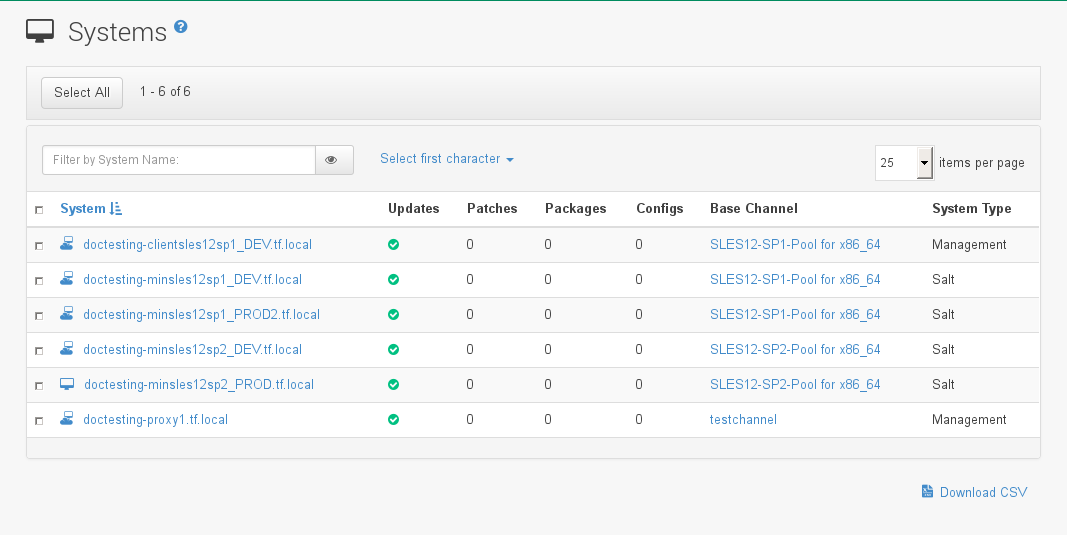 Systems ?
Select All 1 - 6 of 6
Filter by System Name: Select first character 25 items per page
System Updates Patches Packages Configs Base Channel System Type
doctesting-clientsles12sp1_DEV.tf.local 0 0 0 SLES12-SP1-Pool for x86_64 Management
doctesting-minsles12sp1_DEV.tf.local 0 0 0 SLES12-SP1-Pool for x86_64 Salt
doctesting-minsles12sp1_PROD2.tf.local 0 0 0 SLES12-SP1-Pool for x86_64 Salt
doctesting-minsles12sp2_DEV.tf.local 0 0 0 SLES12-SP2-Pool for x86_64 Salt
doctesting-minsles12sp2_PROD.tf.local 0 0 0 SLES12-SP2-Pool for x86_64 Salt
doctesting-proxy1.tf.local 0 0 0 testchannel Management
Download CSV